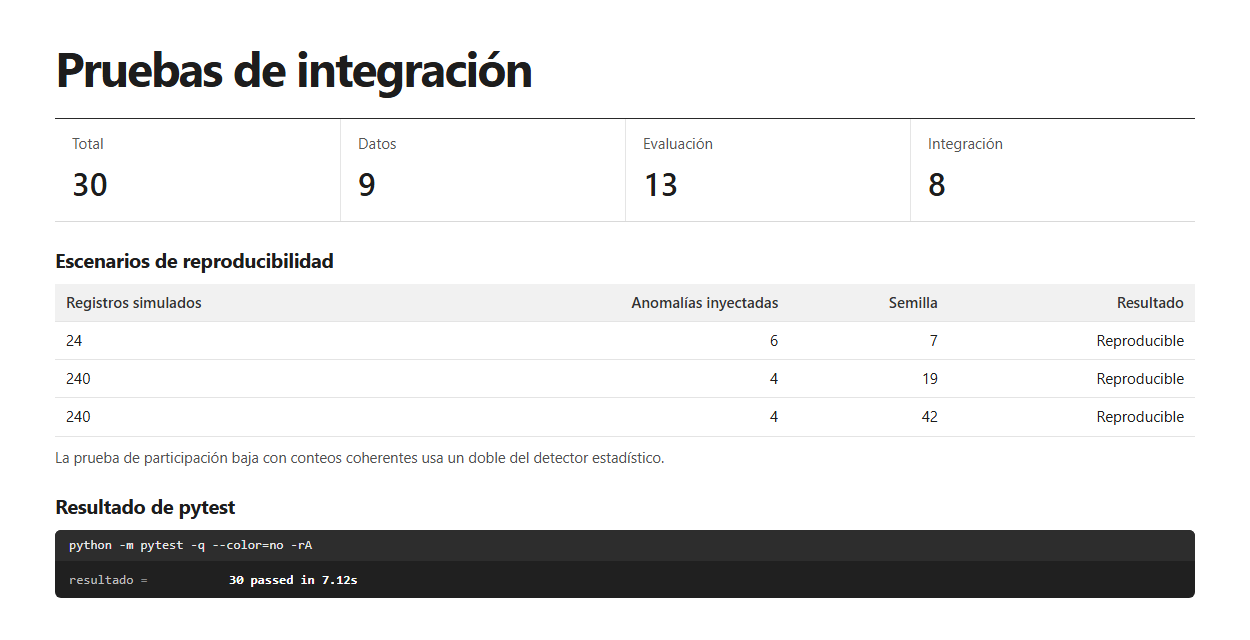 Pruebas de integración
Total Datos Evaluación Integración
30 9 13 8
Escenarios de reproducibilidad
Registros simulados Anomalías inyectadas Semilla Resultado
24 6 7 Reproducible
240 4 19 Reproducible
240 4 42 Reproducible
La prueba de participación baja con conteos coherentes usa un doble del detector estadístico.
Resultado de pytest
python -m pytest -q --color=no -rA
resultado = 30 passed in 7.12s